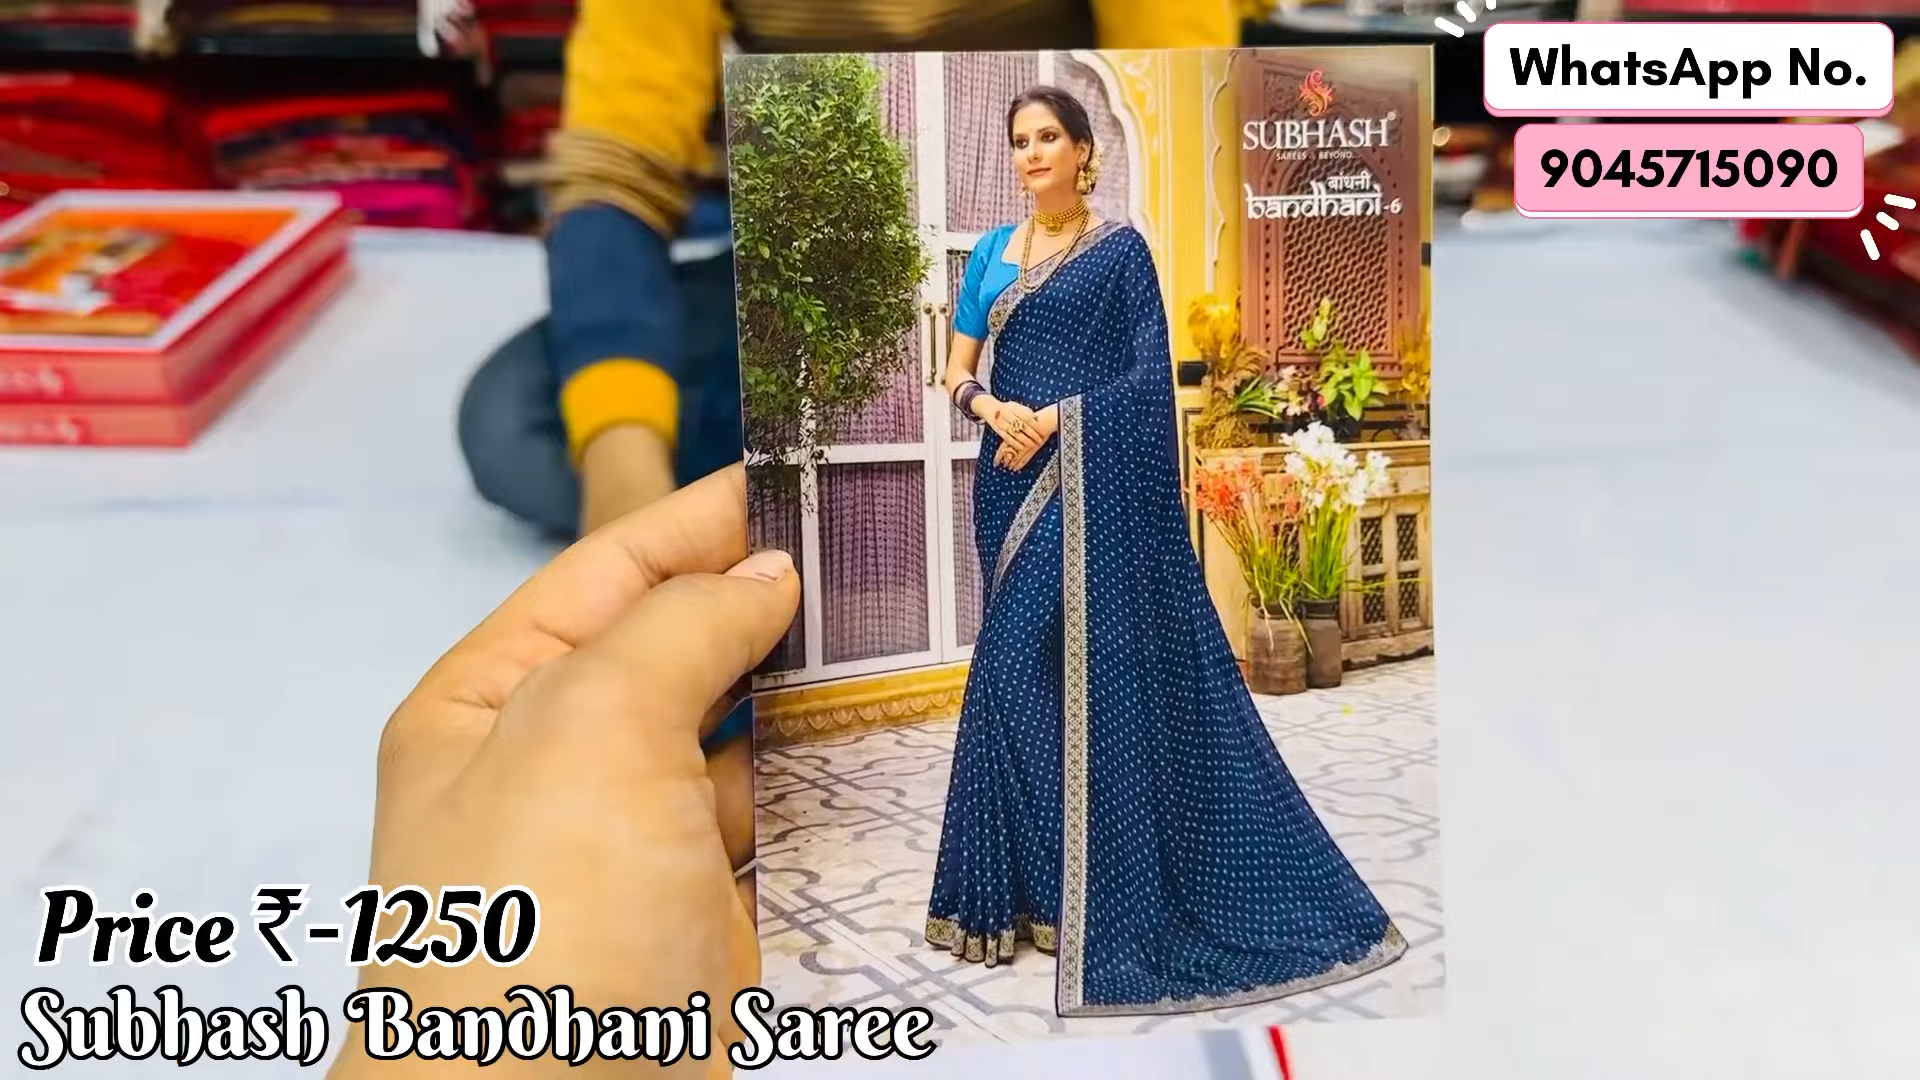 WhatsApp No.
9045715090
SUBHASH
SAREES & BEYOND...
बांधनी
bandhani-6
Price ₹-1250
Subhash Bandhani Saree